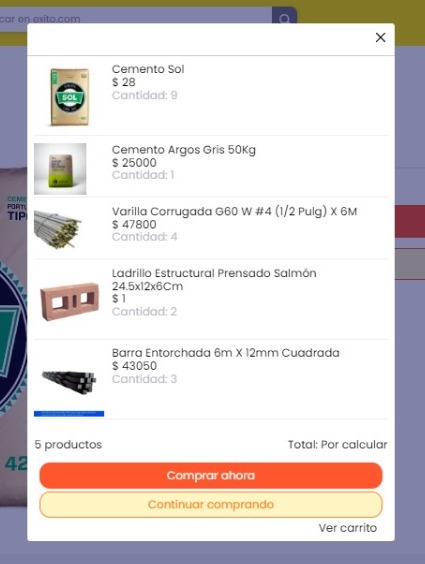 car en exito.com
Cemento Sol
$ 28
Cantidad: 9
SOL
Cemento Argos Gris 50Kg
$ 25000
Cantidad: 1
Varilla Corrugada G60 W #4 (1/2 Pulg) X 6M
$ 47800
Cantidad: 4
Ladrillo Estructural Prensado Salmón
24.5x12x6Cm
$ 1
Cantidad: 2
Barra Entorchada 6m X 12mm Cuadrada
$ 43050
Cantidad: 3
5 productos
Total: Por calcular
Comprar ahora
Continuar comprando
Ver carrito
42